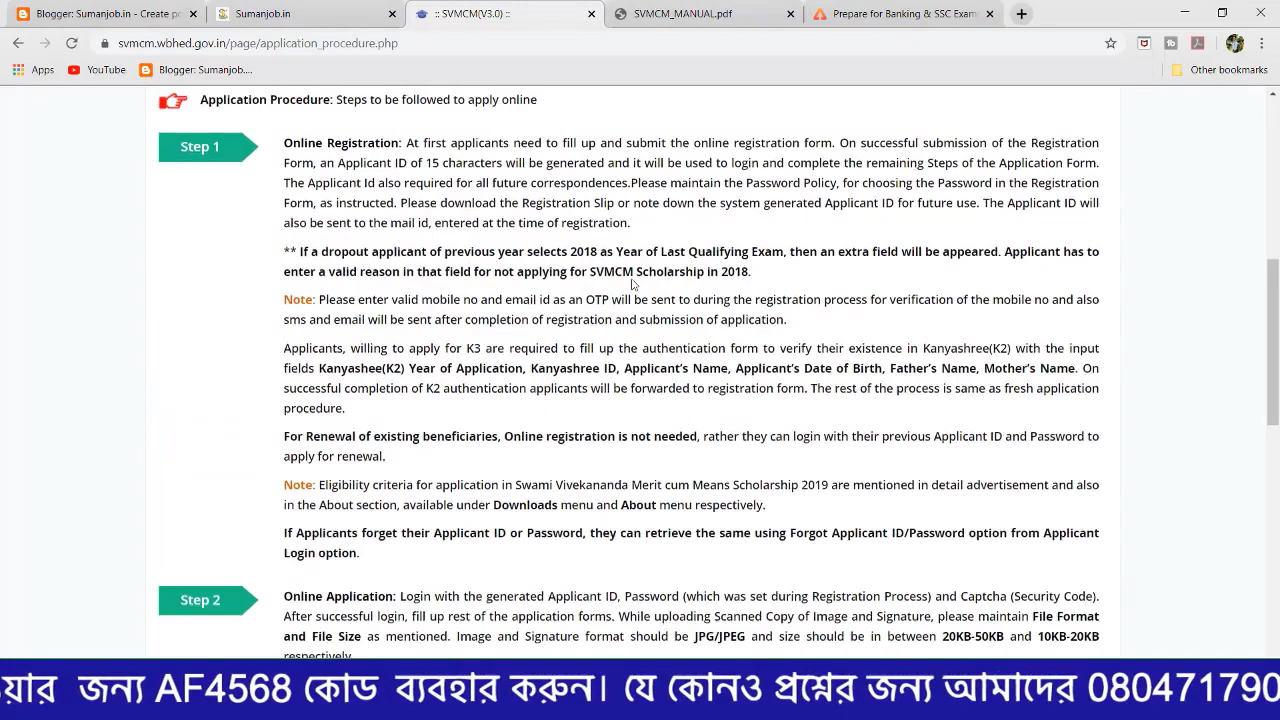 Blogger: Sumanjob.in - Create po
Sumanjob.in
:: SVMCM(V3.0) ::
SVMCM_MANUAL.pdf
Prepare for Banking & SSC Exam
svmcm.wbhed.gov.in/page/application_procedure.php
Apps YouTube Blogger: Sumanjob.... Other bookmarks
Application Procedure: Steps to be followed to apply online
Step 1
Online Registration: At first applicants need to fill up and submit the online registration form. On successful submission of the Registration
Form, an Applicant ID of 15 characters will be generated and it will be used to login and complete the remaining Steps of the Application Form.
The Applicant Id also required for all future correspondences.Please maintain the Password Policy, for choosing the Password in the Registration
Form, as instructed. Please download the Registration Slip or note down the system generated Applicant ID for future use. The Applicant ID will
also be sent to the mail id, entered at the time of registration.
** If a dropout applicant of previous year selects 2018 as Year of Last Qualifying Exam, then an extra field will be appeared. Applicant has to
enter a valid reason in that field for not applying for SVMCM Scholarship in 2018.
Note: Please enter valid mobile no and email id as an OTP will be sent to during the registration process for verification of the mobile no and also
sms and email will be sent after completion of registration and submission of application.
Applicants, willing to apply for K3 are required to fill up the authentication form to verify their existence in Kanyashree(K2) with the input
fields Kanyashee(K2) Year of Application, Kanyashree ID, Applicant's Name, Applicant's Date of Birth, Father's Name, Mother's Name. On
successful completion of K2 authentication applicants will be forwarded to registration form. The rest of the process is same as fresh application
procedure.
For Renewal of existing beneficiaries, Online registration is not needed, rather they can login with their previous Applicant ID and Password to
apply for renewal.
Note: Eligibility criteria for application in Swami Vivekananda Merit cum Means Scholarship 2019 are mentioned in detail advertisement and also
in the About section, available under Downloads menu and About menu respectively.
If Applicants forget their Applicant ID or Password, they can retrieve the same using Forgot Applicant ID/Password option from Applicant
Login option.
Step 2
Online Application: Login with the generated Applicant ID, Password (which was set during Registration Process) and Captcha (Security Code).
After successful login, fill up rest of the application forms. While uploading Scanned Copy of Image and Signature, please maintain File Format
and File Size as mentioned. Image and Signature format should be JPG/JPEG and size should be in between 20KB-50KB and 10KB-20KB
respectively.
জন্য AF4568 কোড ব্যবহার করুন। যে কোনও প্রশ্নের জন্য আমাদের 080471790